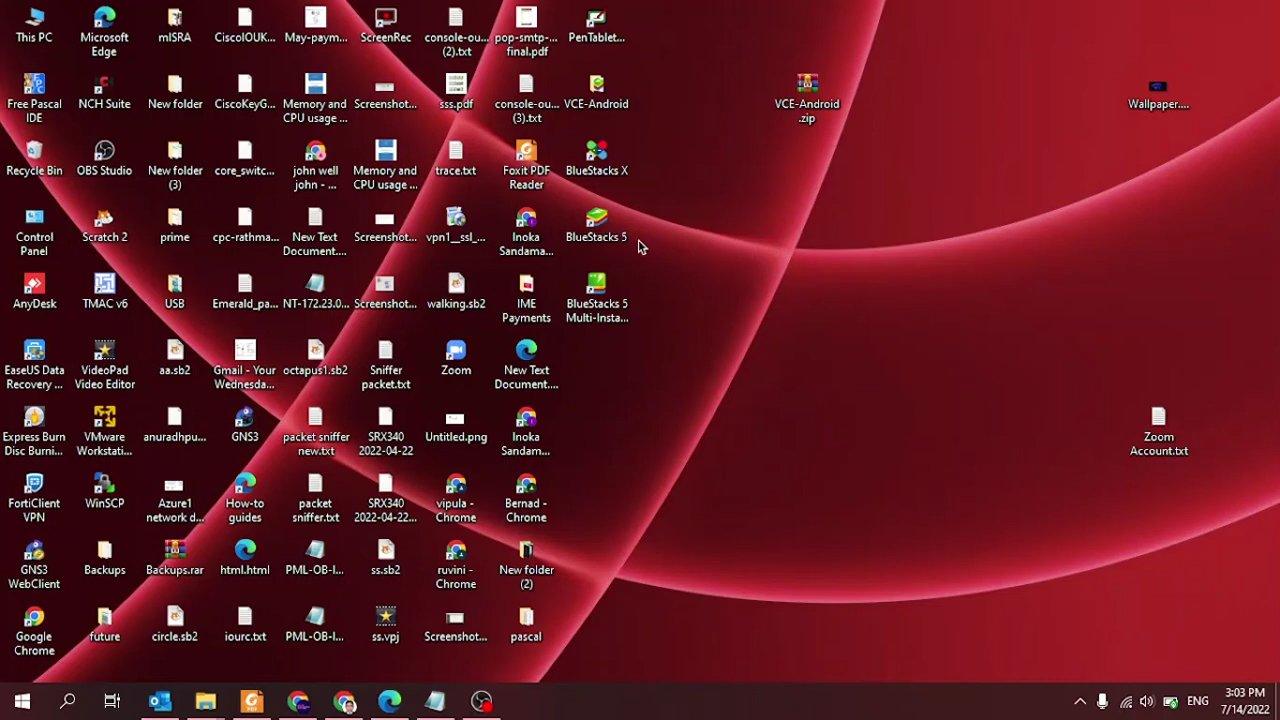 This PC
Microsoft
Edge
mISRA
CiscoIOUK...
May-paym...
ScreenRec
console-ou...
(2).txt
pop-smtp-...
final.pdf
PenTablet...
Free Pascal
IDE
NCH Suite
New folder
CiscoKeyG...
Memory and
CPU usage ...
Screenshot...
sss.pdf
console-ou...
(3).txt
VCE-Android
VCE-Android
.zip
Wallpaper....
Recycle Bin
OBS Studio
New folder
(3)
core_switc...
john well
john - ...
Memory and
CPU usage ...
trace.txt
Foxit PDF
Reader
BlueStacks X
Control
Panel
Scratch 2
prime
cpc-rathma...
New Text
Document....
Screenshot...
vpn1__ssl_...
Inoka
Sandama...
BlueStacks 5
AnyDesk
TMAC v6
USB
Emerald_pa...
NT-172.23.0...
Screenshot...
walking.sb2
IME
Payments
BlueStacks 5
Multi-Insta...
EaseUS Data
Recovery ...
VideoPad
Video Editor
aa.sb2
Gmail - Your
Wednesda...
octapus1.sb2
Sniffer
packet.txt
Zoom
New Text
Document....
Express Burn
Disc Burni...
VMware
Workstati...
anuradhpu...
GNS3
packet sniffer
new.txt
SRX340
2022-04-22
Untitled.png
Inoka
Sandam...
Zoom
Account.txt
FortiClient
VPN
WinSCP
Azure1
network d...
How-to
guides
packet
sniffer.txt
SRX340
2022-04-22...
vipula -
Chrome
Bernad -
Chrome
GNS3
WebClient
Backups
Backups.rar
html.html
PML-OB-I...
ss.sb2
ruvini -
Chrome
New folder
(2)
Google
Chrome
future
circle.sb2
iourc.txt
PML-OB-I...
ss.vpj
Screenshot...
pascal
PDF
ENG
3:03 PM
7/14/2022